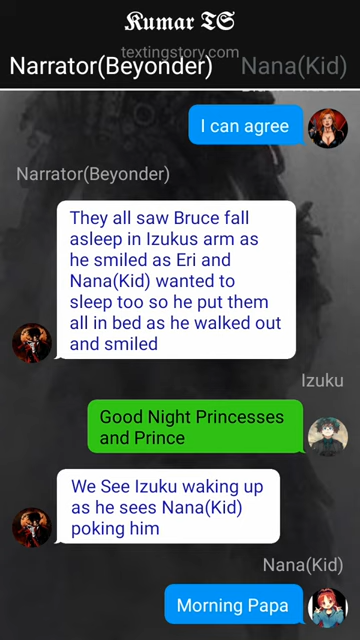 Kumar TS
textingstory.com
Narrator(Beyonder) Nana(Kid)
I can agree
Narrator(Beyonder)
They all saw Bruce fall
asleep in Izukus arm as
he smiled as Eri and
Nana(Kid) wanted to
sleep too so he put them
all in bed as he walked out
and smiled
Izuku
Good Night Princesses
and Prince
We See Izuku waking up
as he sees Nana(Kid)
poking him
Nana(Kid)
Morning Papa